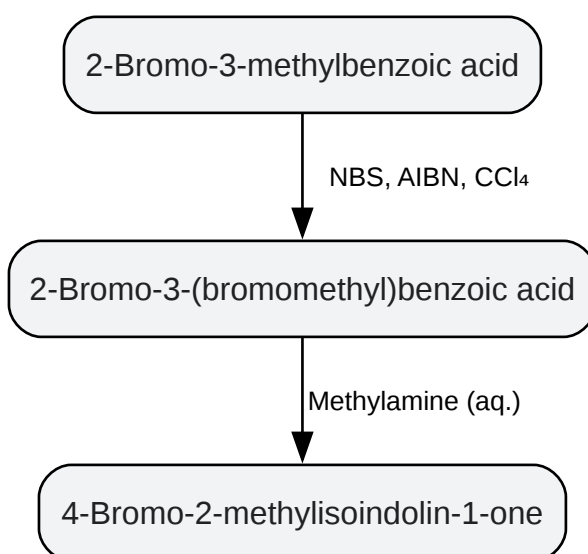 2-Bromo-3-methylbenzoic acid
NBS, AIBN, CCl₄
2-Bromo-3-(bromomethyl)benzoic acid
Methylamine (aq.)
4-Bromo-2-methylisoindolin-1-one